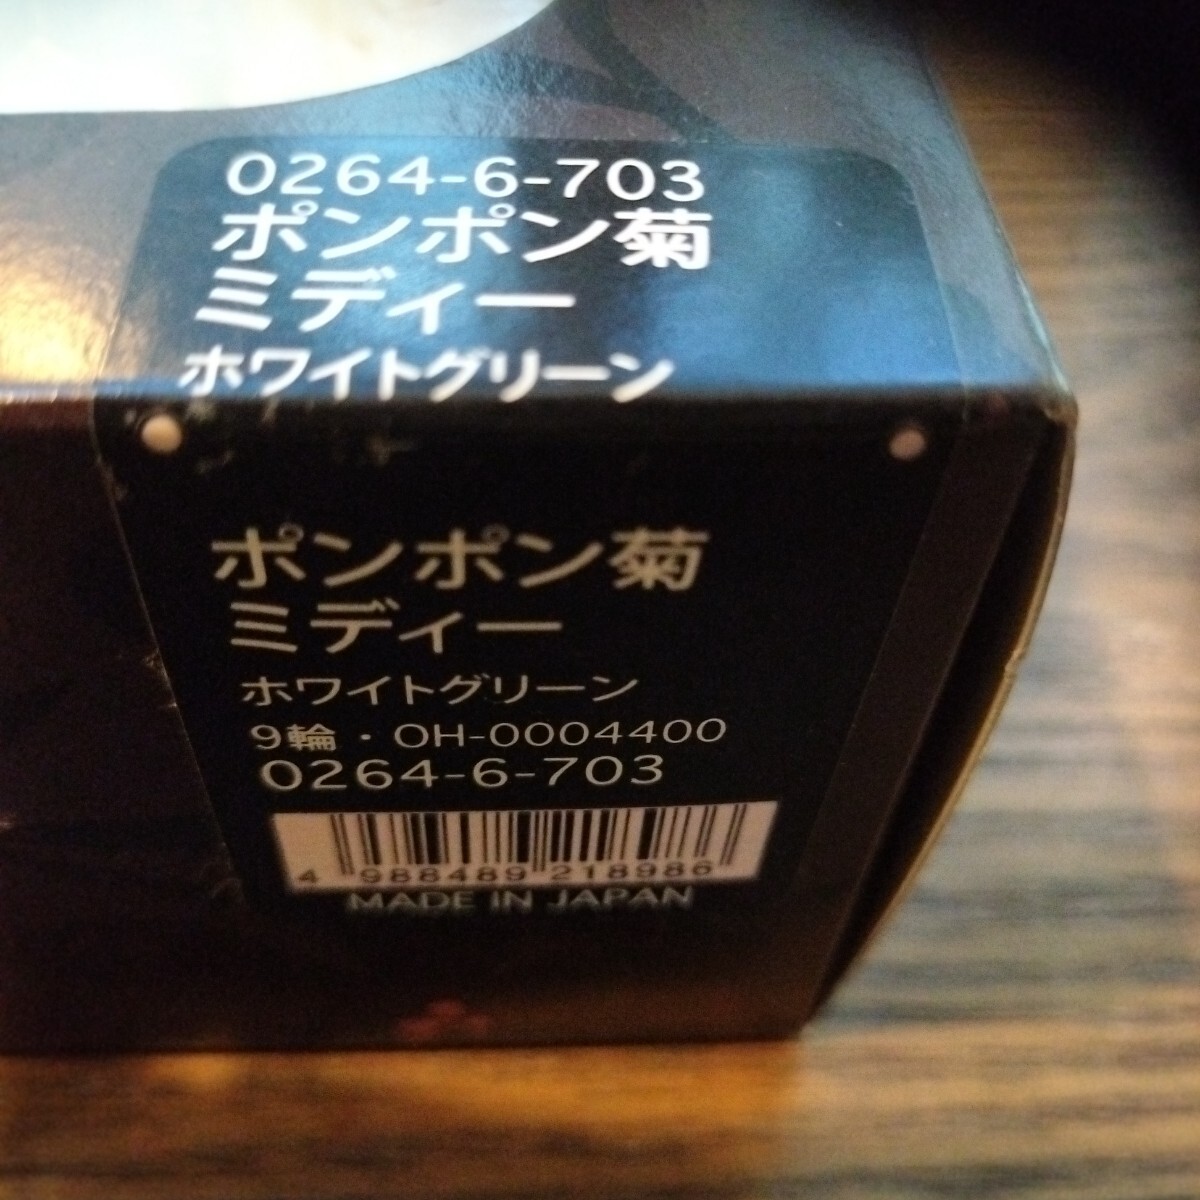 0264-6-703
ポンポン菊
ミディー
ホワイトグリーン
ポンポン菊
ミディー
ホワイトグリーン
9輪・OH-0004400
0264-6-703
4 988489 218986
MADE IN JAPAN